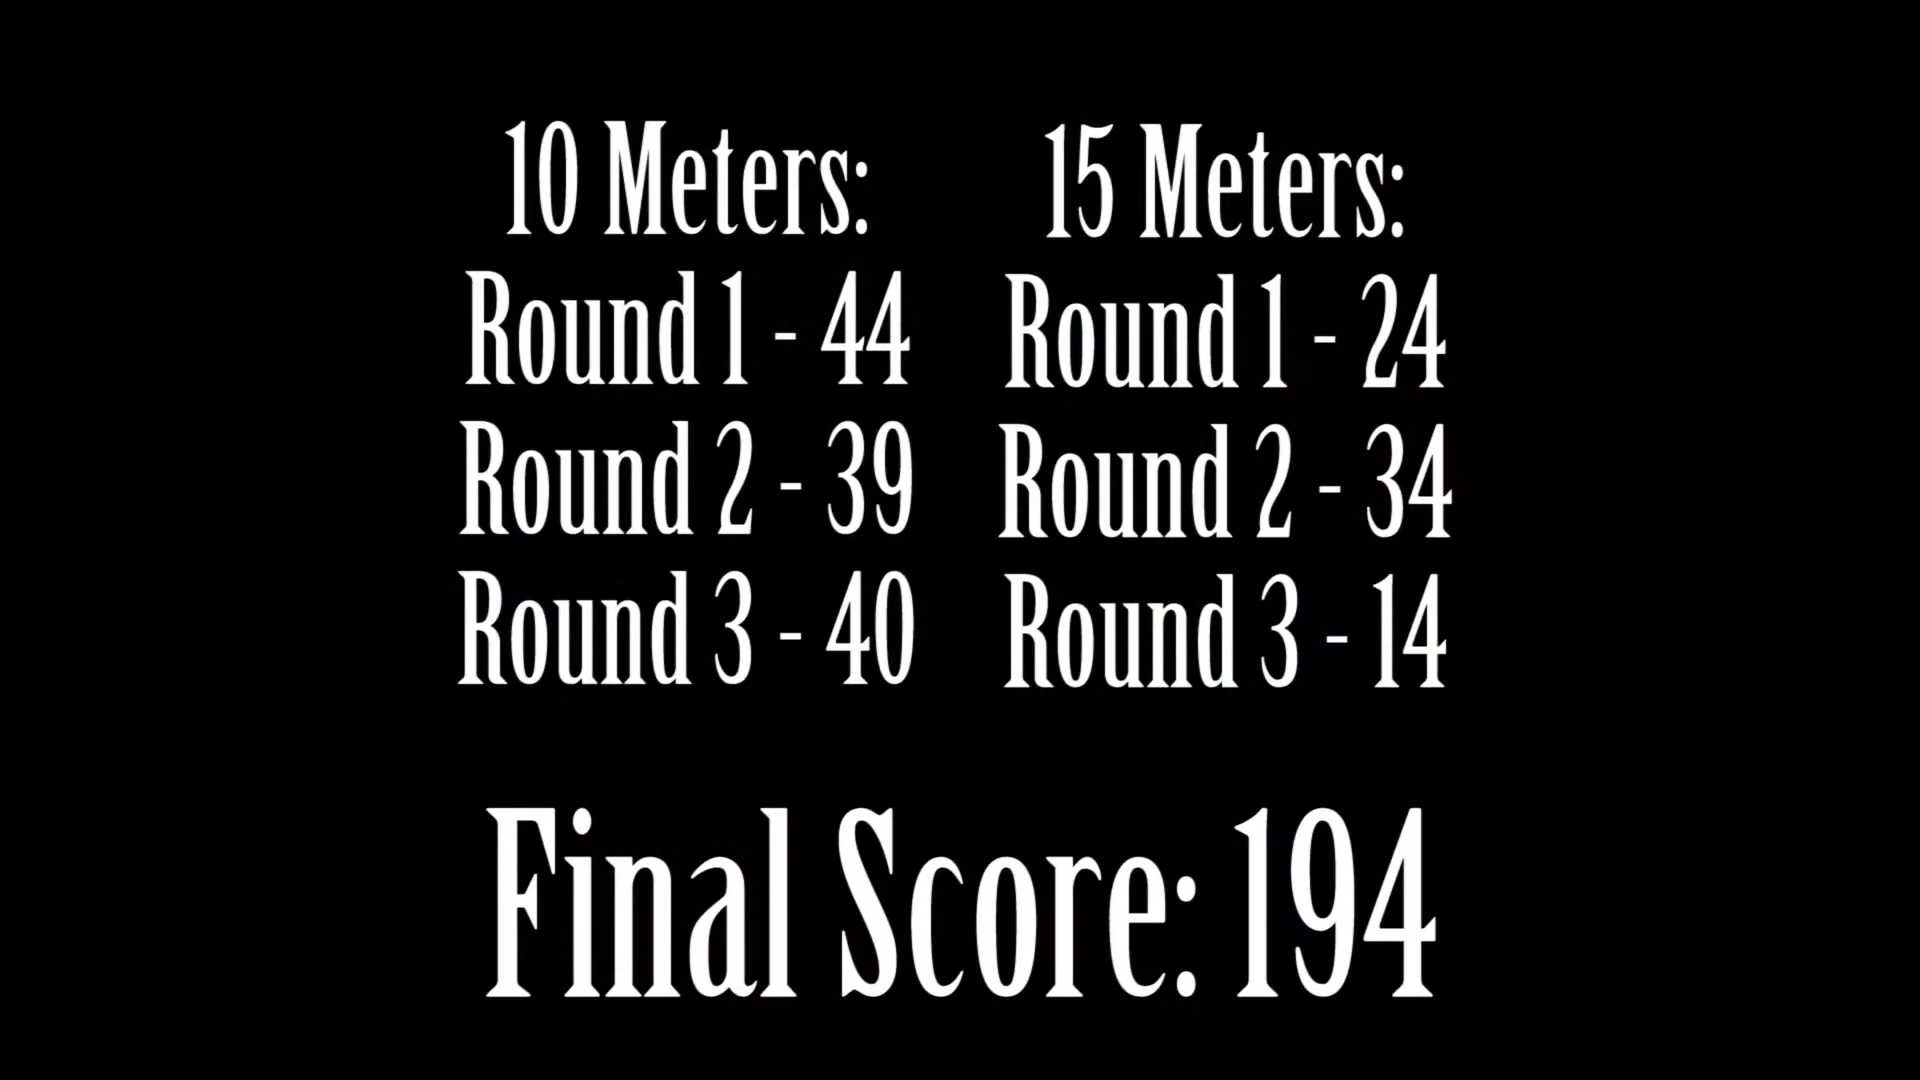 10 Meters:
Round 1 - 44
Round 2 - 39
Round 3 - 40
15 Meters:
Round 1 - 24
Round 2 - 34
Round 3 - 14
Final Score: 194